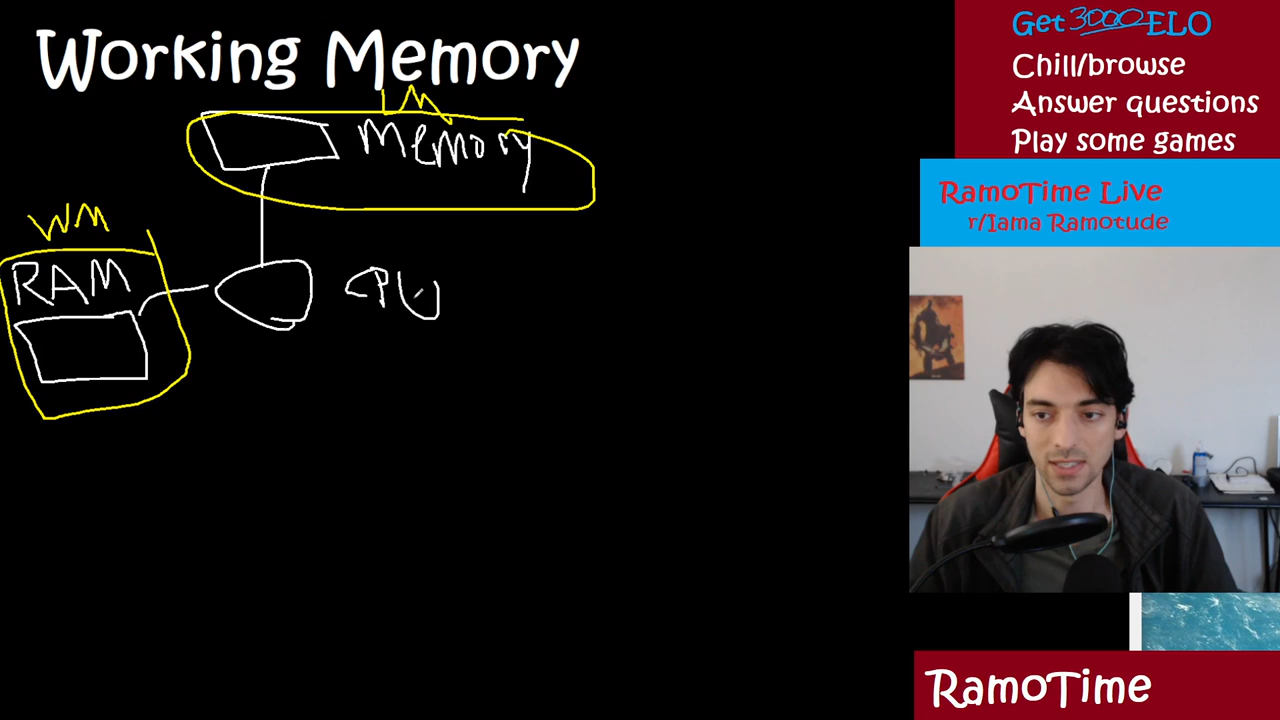 Working Memory
LM
Memory
WM
RAM
CPU
Get 3000 ELO
Chill/browse
Answer questions
Play some games
RamoTime Live
r/Iama Ramotude
RamoTime